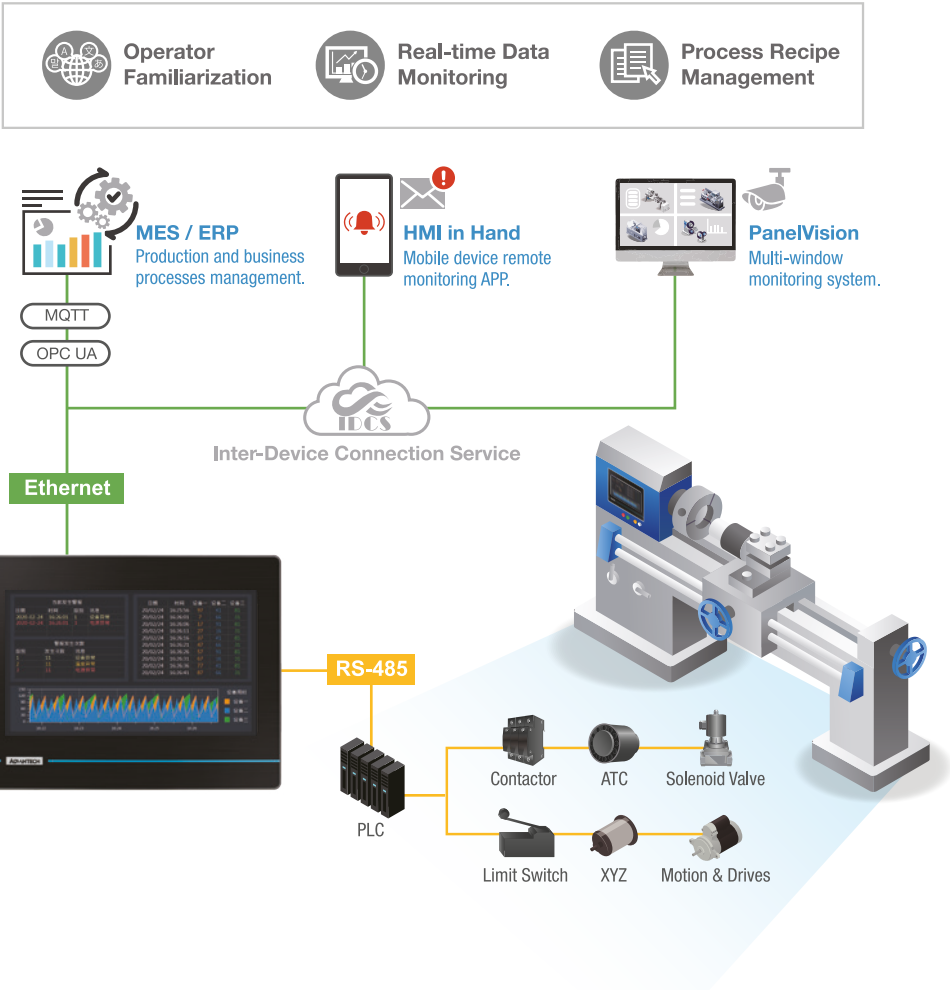 Operator
Familiarization
Real-time Data
Monitoring
Process Recipe
Management
MES / ERP
Production and business
processes management.
HMI in Hand
Mobile device remote
monitoring APP.
PanelVision
Multi-window
monitoring system.
MQTT
OPC UA
IDCS
Inter-Device Connection Service
Ethernet
RS-485
ADVANTECH
PLC
Contactor
ATC
Solenoid Valve
Limit Switch
XYZ
Motion & Drives